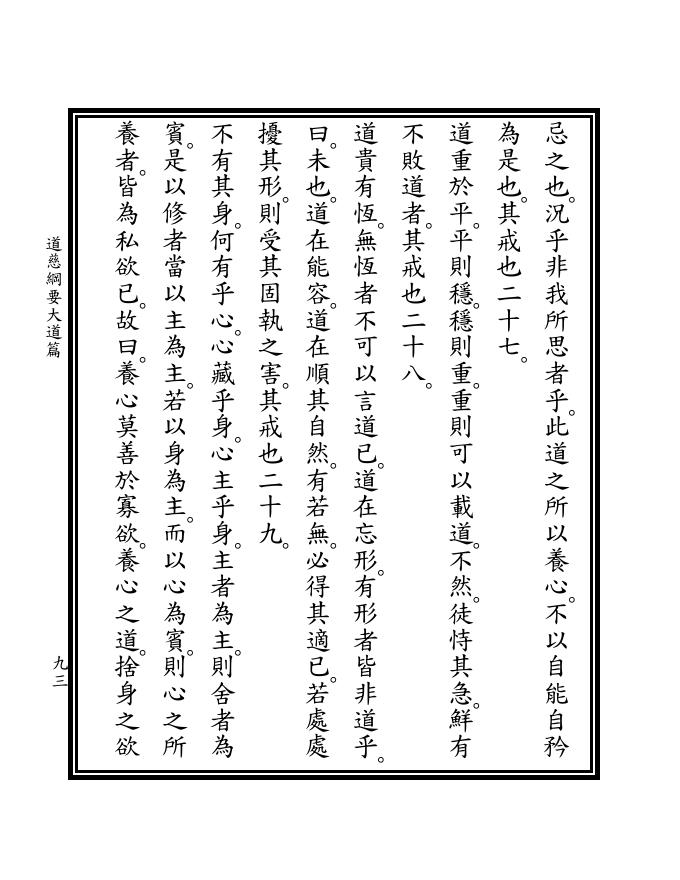 忌之也。況乎非我所思者乎。此道之所以養心。不以自能自矜
為是也。其戒也二十七。
道重於平。平則穩。穩則重。重則可以載道。不然。徒恃其急。鮮有
不敗道者。其戒也二十八。
道貴有恆。無恆者不可以言道已。道在忘形。有形者皆非道乎。
曰。未也。道在能容。道在順其自然。有若無。必得其適已。若處處
擾其形。則受其固執之害。其戒也二十九。
不有其身。何有乎心。心藏乎身。心主乎身。主者為主。則舍者為
賓。是以修者當以主為主。若以身為主。而以心為賓。則心之所
養者。皆為私欲已。故曰。養心莫善於寡欲。養心之道。捨身之欲
道慈綱要大道篇
九三